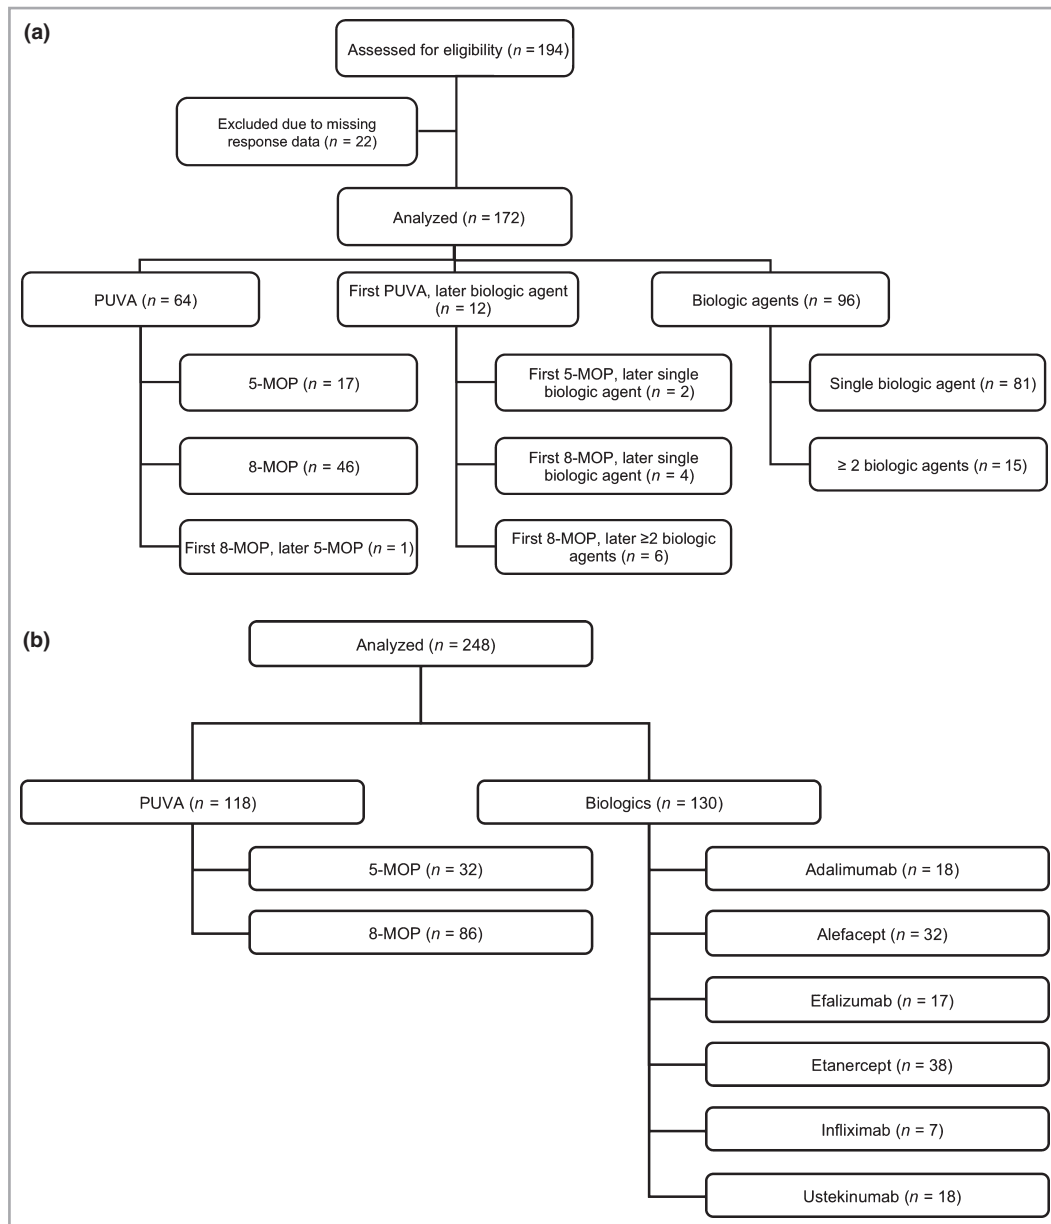 (a)
Assessed for eligibility (n = 194)
Excluded due to missing
response data (n = 22)
Analyzed (n = 172)
PUVA (n = 64)
First PUVA, later biologic agent
(n = 12)
Biologic agents (n = 96)
5-MOP (n = 17)
First 5-MOP, later single
biologic agent (n = 2)
Single biologic agent (n = 81)
8-MOP (n = 46)
First 8-MOP, later single
biologic agent (n = 4)
≥ 2 biologic agents (n = 15)
First 8-MOP, later 5-MOP (n = 1)
First 8-MOP, later ≥2 biologic
agents (n = 6)
(b)
Analyzed (n = 248)
PUVA (n = 118)
Biologics (n = 130)
5-MOP (n = 32)
Adalimumab (n = 18)
8-MOP (n = 86)
Alefacept (n = 32)
Efalizumab (n = 17)
Etanercept (n = 38)
Infliximab (n = 7)
Ustekinumab (n = 18)